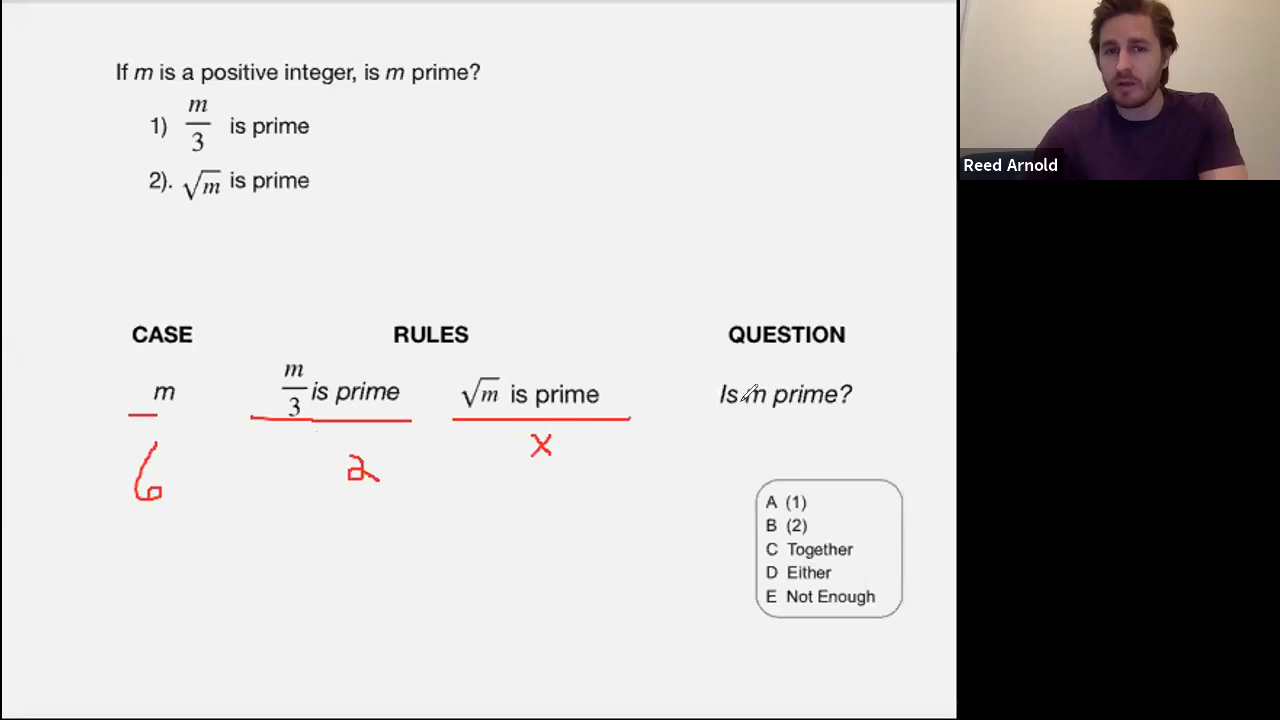 If m is a positive integer, is m prime?
1) m/3 is prime
2). √m is prime
Reed Arnold
CASE RULES QUESTION
m m/3 is prime √m is prime Is m prime?
6 2 x
A (1)
B (2)
C Together
D Either
E Not Enough